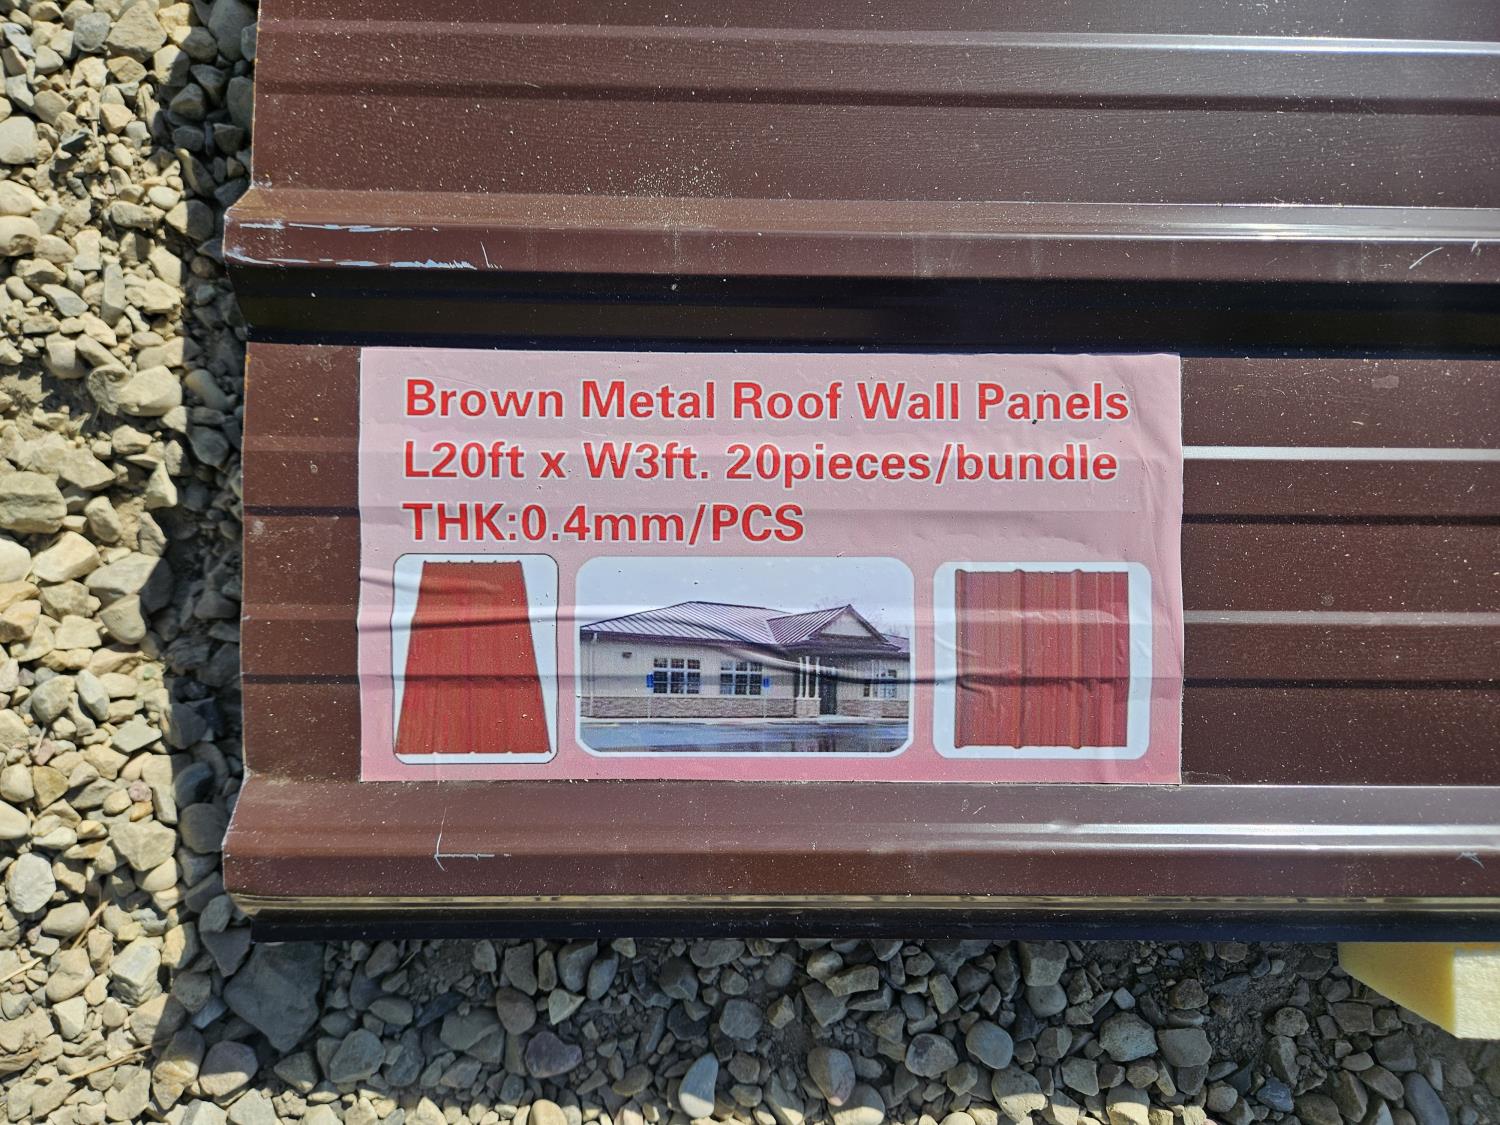 Brown Metal Roof Wall Panels
L20ft x W3ft. 20pieces/bundle
THK:0.4mm/PCS